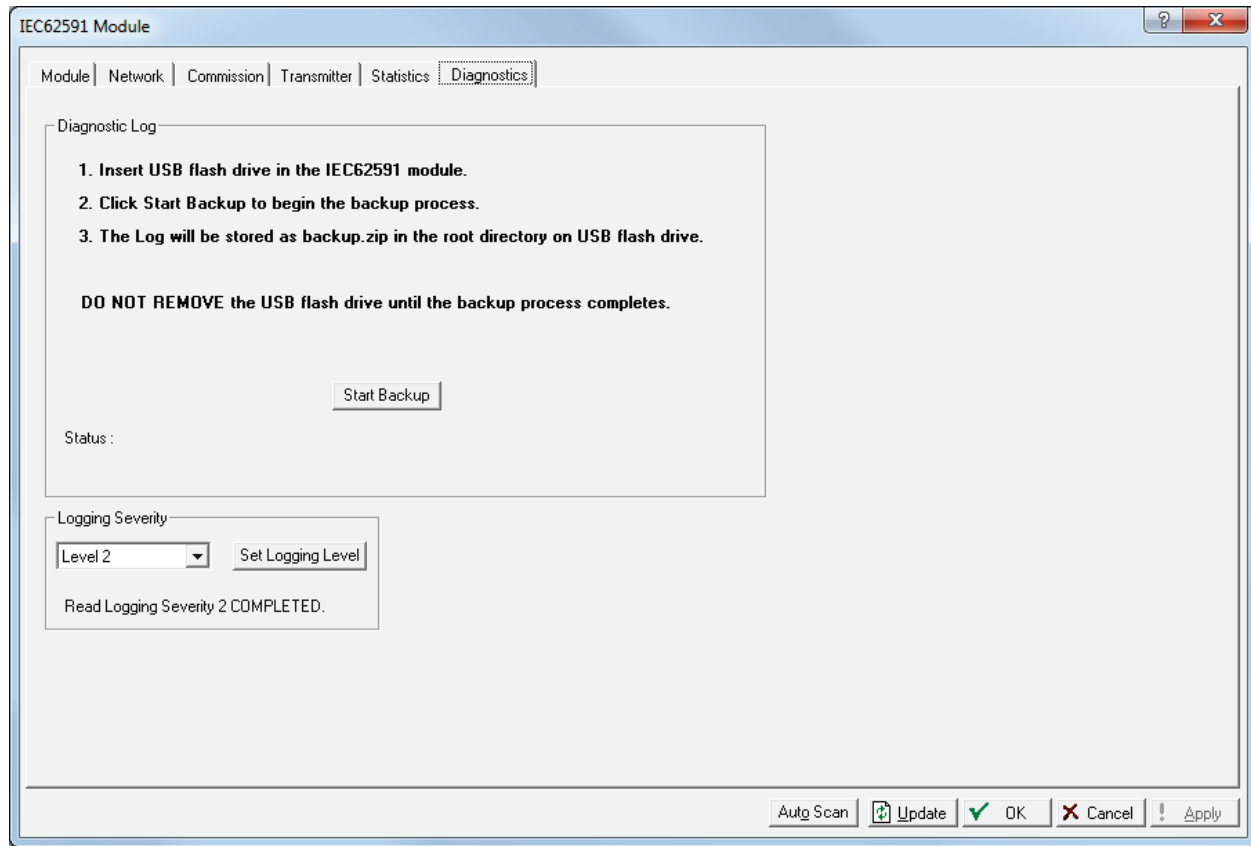 IEC62591 Module
Module Network Commission Transmitter Statistics Diagnostics
Diagnostic Log
1. Insert USB flash drive in the IEC62591 module.
2. Click Start Backup to begin the backup process.
3. The Log will be stored as backup.zip in the root directory on USB flash drive.
DO NOT REMOVE the USB flash drive until the backup process completes.
Start Backup
Status :
Logging Severity
Level 2 Set Logging Level
Read Logging Severity 2 COMPLETED.
Auto Scan Update OK Cancel Apply